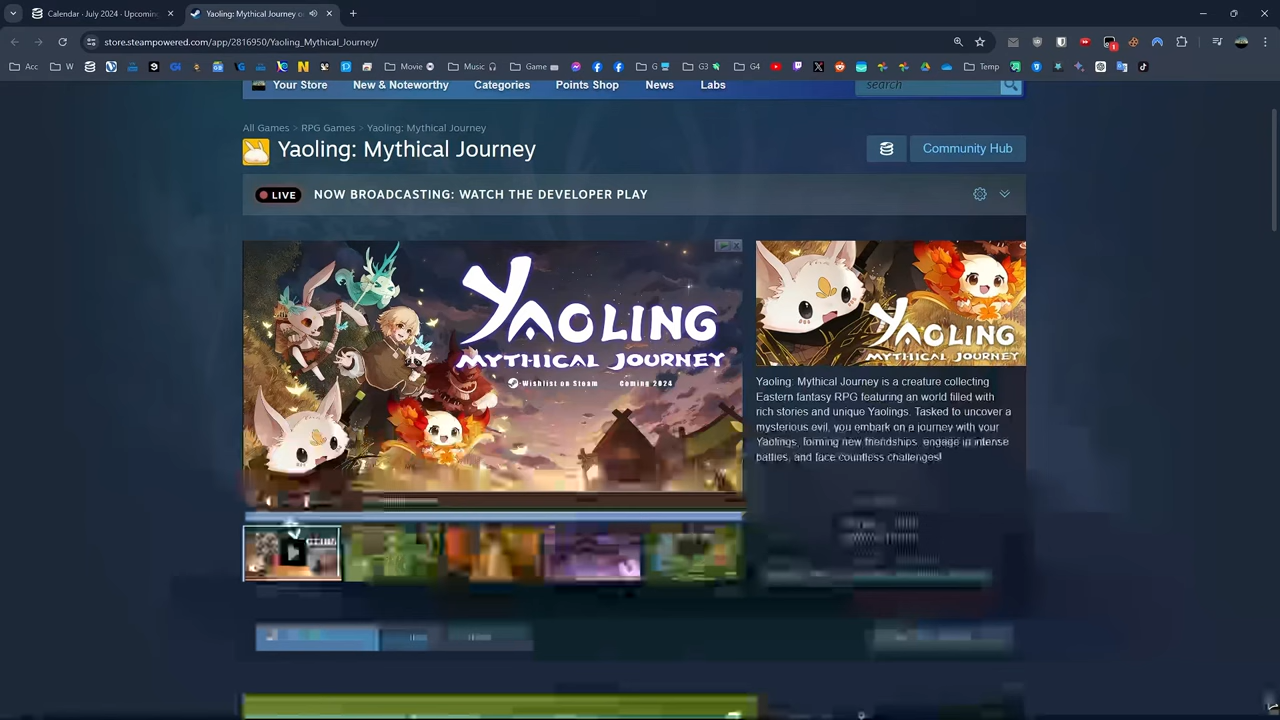 Calendar · July 2024 - Upcoming
Yaoling: Mythical Journey o
store.steampowered.com/app/2816950/Yaoling_Mythical_Journey/
Acc
W
Movie
Music
Game
G
G3
G4
Temp
Your Store
New & Noteworthy
Categories
Points Shop
News
Labs
search
All Games > RPG Games > Yaoling: Mythical Journey
Yaoling: Mythical Journey
Community Hub
LIVE
NOW BROADCASTING: WATCH THE DEVELOPER PLAY
YAOLING
MYTHICAL JOURNEY
Wishlist on Steam
Coming 2024
YAOLING
MYTHICAL JOURNEY
Yaoling: Mythical Journey is a creature collecting
Eastern fantasy RPG featuring an world filled with
rich stories and unique Yaolings. Tasked to uncover a
mysterious evil, you embark on a journey with your
Yaolings, forming new friendships, engage in intense
battles, and face countless challenges!